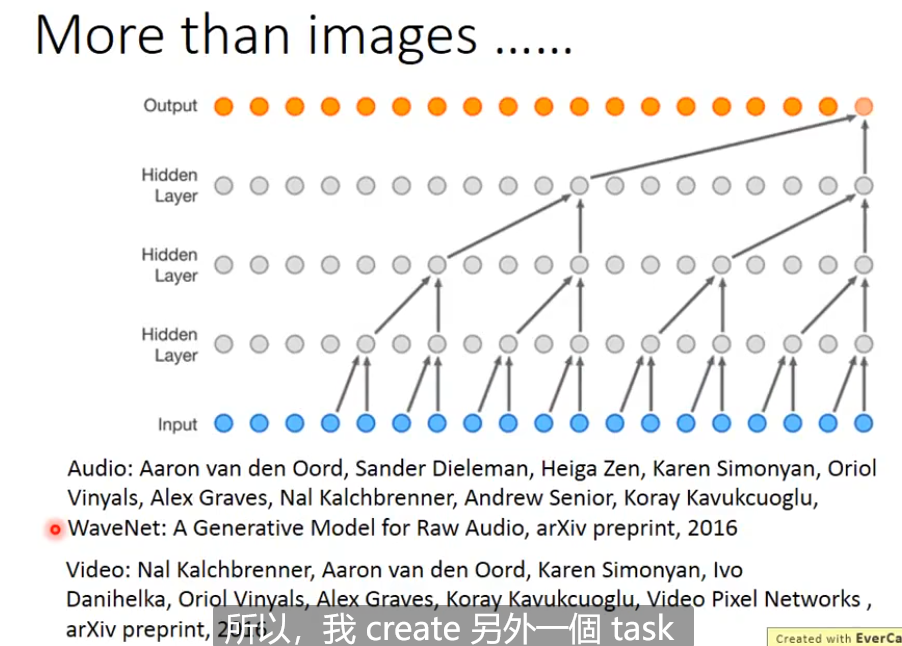 More than images ......
Output
Hidden
Layer
Hidden
Layer
Hidden
Layer
Input
Audio: Aaron van den Oord, Sander Dieleman, Heiga Zen, Karen Simonyan, Oriol
Vinyals, Alex Graves, Nal Kalchbrenner, Andrew Senior, Koray Kavukcuoglu,
WaveNet: A Generative Model for Raw Audio, arXiv preprint, 2016
Video: Nal Kalchbrenner, Aaron van den Oord, Karen Simonyan, Ivo
Danihelka, Oriol Vinyals, Alex Graves, Koray Kavukcuoglu, Video Pixel Networks ,
arXiv preprint, 2016
所以，我 create 另外一個 task
Created with EverCa